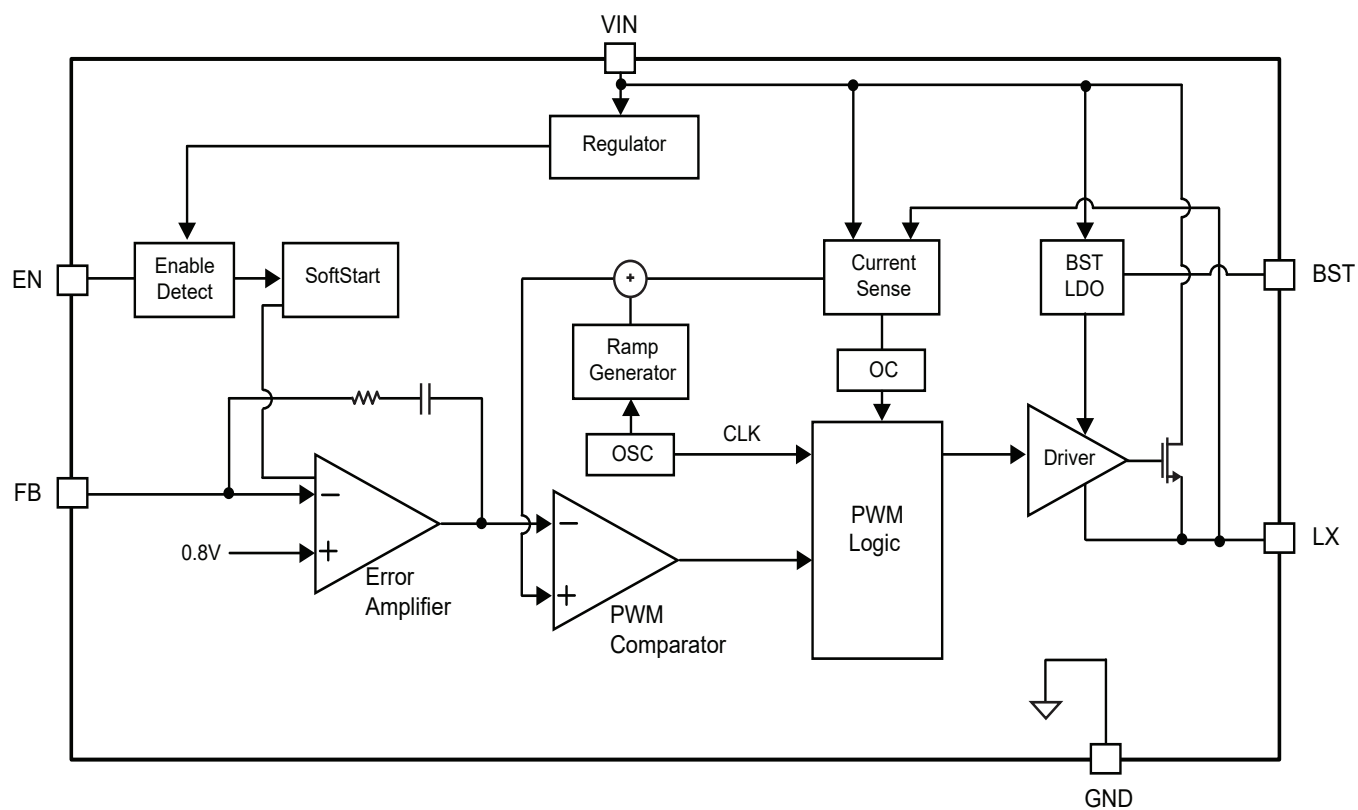 VIN
Regulator
EN
Enable
Detect
SoftStart
+
Current
Sense
BST
LDO
BST
Ramp
Generator
OC
OSC
CLK
Driver
FB
−
0.8V
+
Error
Amplifier
−
+
PWM
Comparator
PWM
Logic
LX
GND